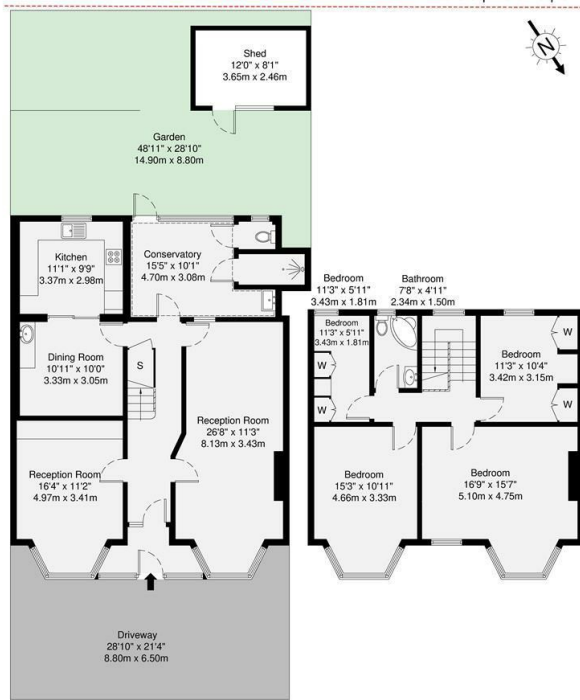 N
Shed
12'0" x 8'1"
3.65m x 2.46m
Garden
48'11" x 28'10"
14.90m x 8.80m
Kitchen
11'1" x 9'9"
3.37m x 2.98m
Conservatory
15'5" x 10'1"
4.70m x 3.08m
Dining Room
10'11" x 10'0"
3.33m x 3.05m
S
Reception Room
26'8" x 11'3"
8.13m x 3.43m
Reception Room
16'4" x 11'2"
4.97m x 3.41m
Driveway
28'10" x 21'4"
8.80m x 6.50m
Bedroom
11'3" x 5'11"
3.43m x 1.81m
Bathroom
7'8" x 4'11"
2.34m x 1.50m
Bedroom
11'3" x 5'11"
3.43m x 1.81m
W
W
Bedroom
11'3" x 10'4"
3.42m x 3.15m
W
W
Bedroom
15'3" x 10'11"
4.66m x 3.33m
Bedroom
16'9" x 15'7"
5.10m x 4.75m